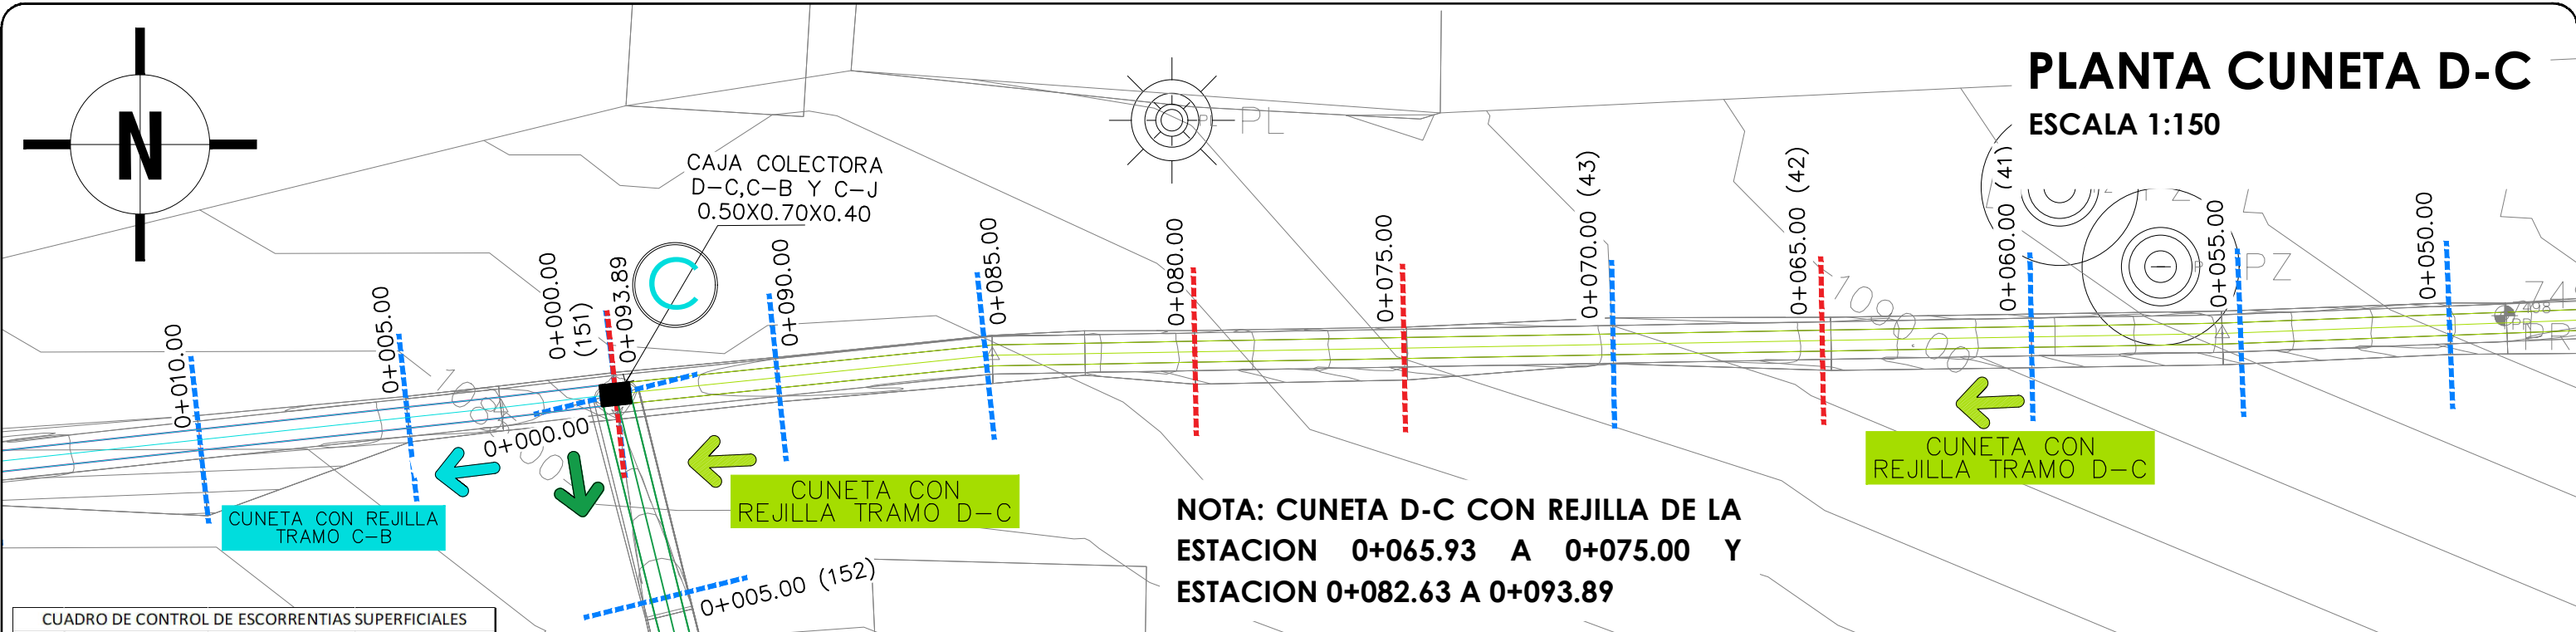 PLANTA CUNETA D-C
ESCALA 1:150
N
PL
PL
CAJA COLECTORA
D-C,C-B Y C-J
0.50X0.70X0.40
C
0+010.00
0+005.00
0+000.00
(151)
0+093.89
0+090.00
0+085.00
0+080.00
0+075.00
0+070.00 (43)
0+065.00 (42)
0+060.00 (41)
0+055.00
0+050.00
PZ
1090.00
PR
0+000.00
CUNETA CON
REJILLA TRAMO D-C
CUNETA CON
REJILLA TRAMO D-C
CUNETA CON REJILLA
TRAMO C-B
NOTA: CUNETA D-C CON REJILLA DE LA
ESTACION 0+065.93 A 0+075.00 Y
ESTACION 0+082.63 A 0+093.89
0+005.00 (152)
CUADRO DE CONTROL DE ESCORRENTIAS SUPERFICIALES